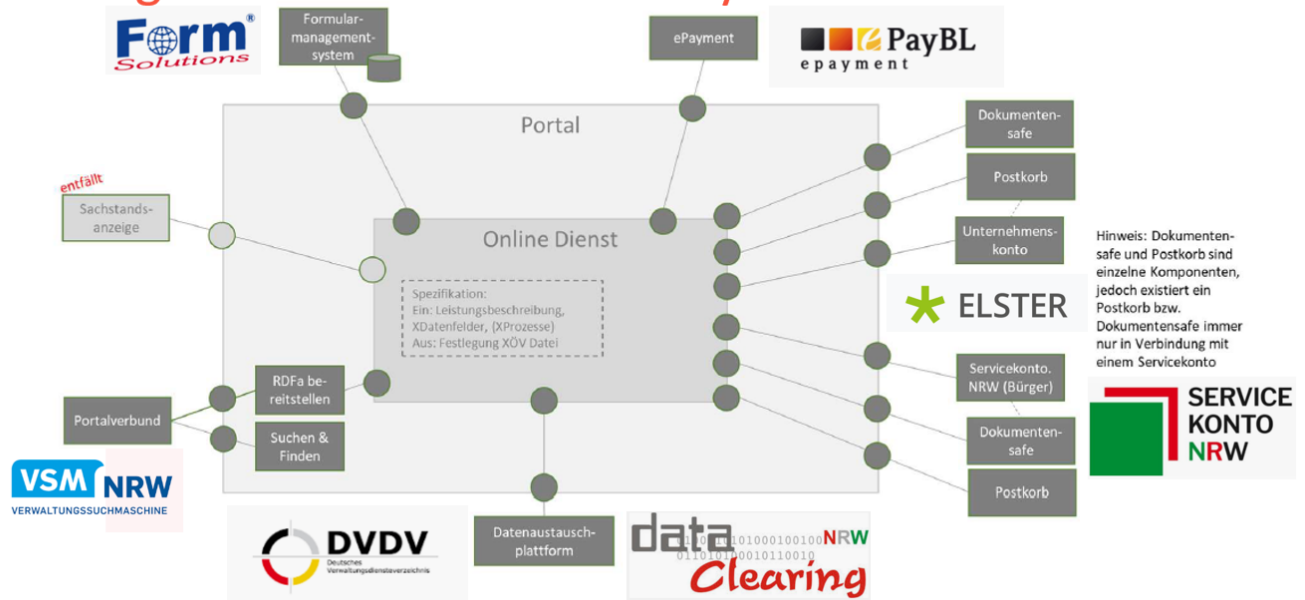 Form®
Solutions
Formular-
management-
system
ePayment
PayBL
epayment
Portal
Dokumenten-
safe
Postkorb
Unternehmens-
konto
entfällt
Sachstands-
anzeige
Online Dienst
Spezifikation:
Ein: Leistungsbeschreibung,
XDatenfelder, (XProzesse)
Aus: Festlegung XÖV Datei
Hinweis: Dokumenten-
safe und Postkorb sind
einzelne Komponenten,
jedoch existiert ein
Postkorb bzw.
Dokumentensafe immer
nur in Verbindung mit
einem Servicekonto
ELSTER
Servicekonto.
NRW (Bürger)
Dokumenten-
safe
Postkorb
SERVICE
KONTO
NRW
RDFa be-
reitstellen
Portalverbund
Suchen &
Finden
VSM NRW
VERWALTUNGSSUCHMASCHINE
DVDV
Deutsches
Verwaltungsdiensteverzeichnis
Datenaustausch-
plattform
data
NRW
Clearing